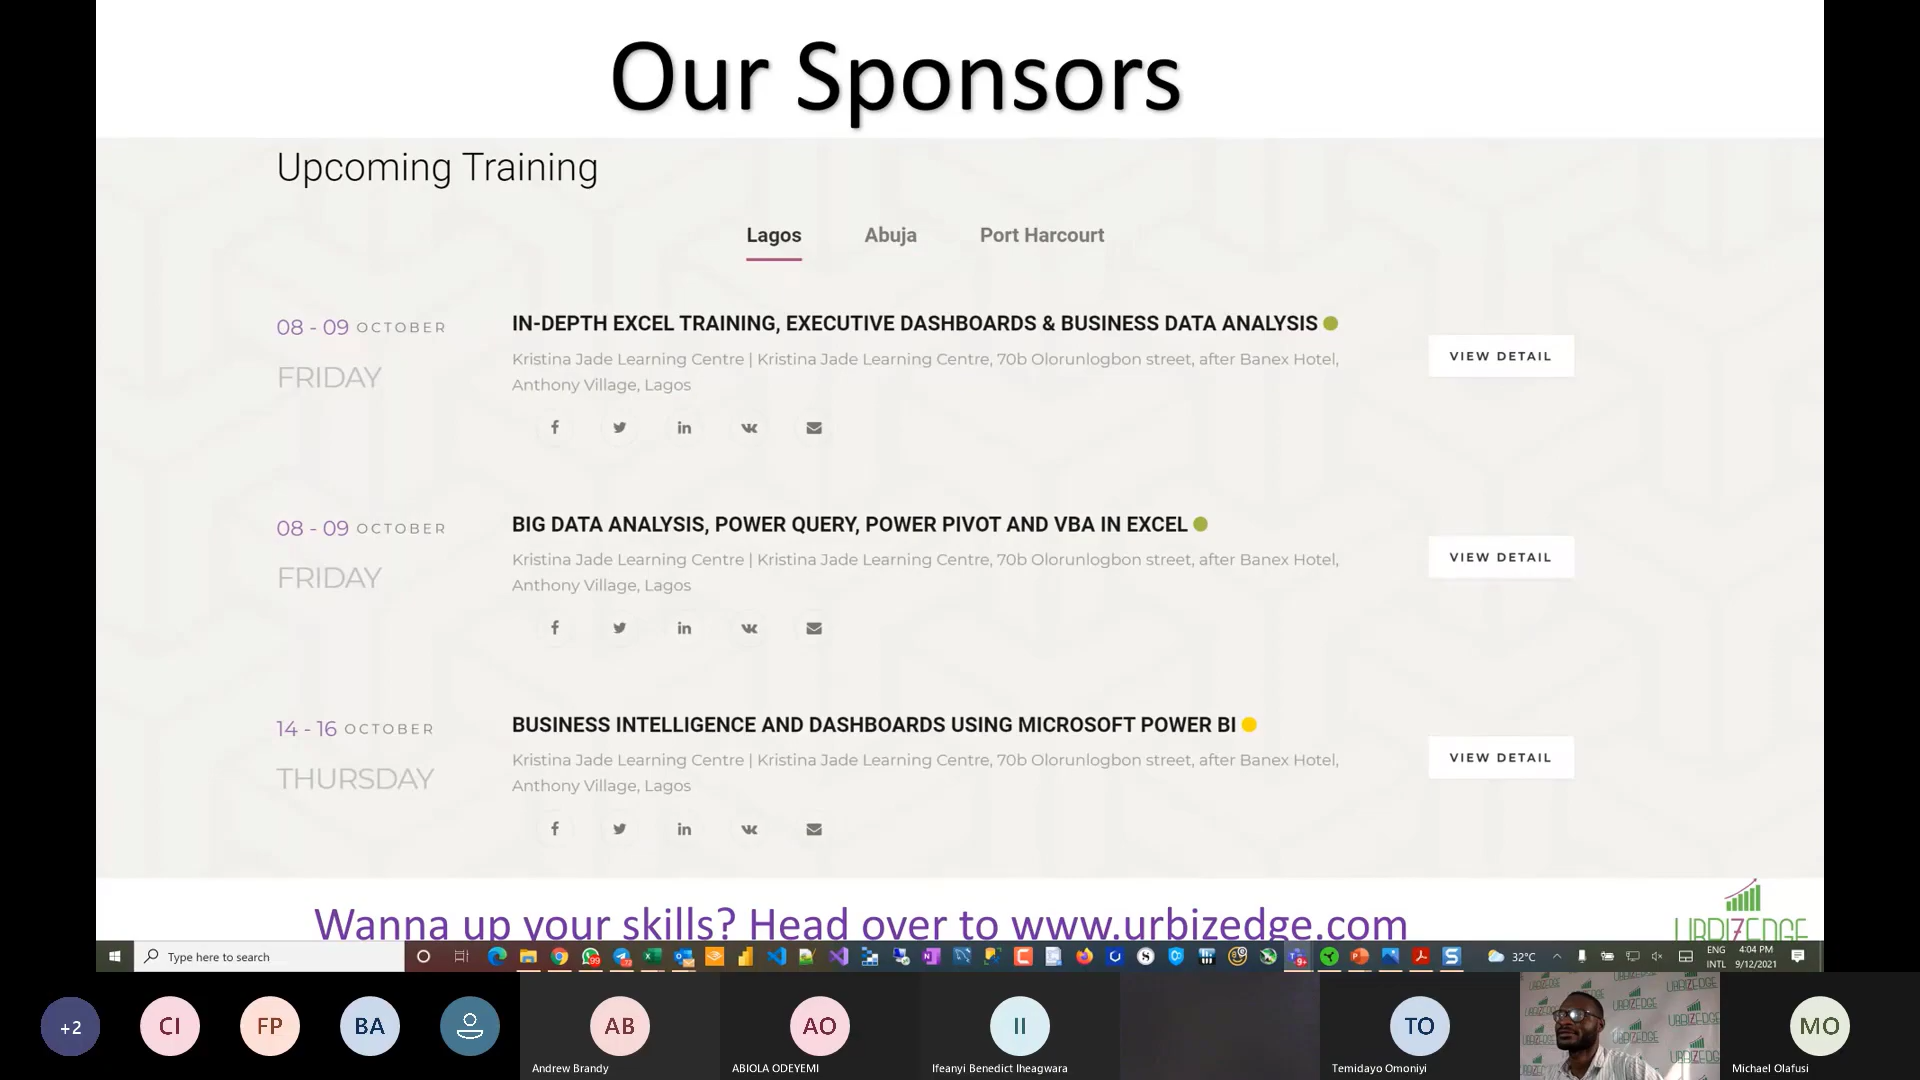 Our Sponsors
Upcoming Training
Lagos Abuja Port Harcourt
08 - 09 OCTOBER
FRIDAY
IN-DEPTH EXCEL TRAINING, EXECUTIVE DASHBOARDS & BUSINESS DATA ANALYSIS
Kristina Jade Learning Centre | Kristina Jade Learning Centre, 70b Olorunlogbon street, after Banex Hotel,
Anthony Village, Lagos
VIEW DETAIL
08 - 09 OCTOBER
FRIDAY
BIG DATA ANALYSIS, POWER QUERY, POWER PIVOT AND VBA IN EXCEL
Kristina Jade Learning Centre | Kristina Jade Learning Centre, 70b Olorunlogbon street, after Banex Hotel,
Anthony Village, Lagos
VIEW DETAIL
14 - 16 OCTOBER
THURSDAY
BUSINESS INTELLIGENCE AND DASHBOARDS USING MICROSOFT POWER BI
Kristina Jade Learning Centre | Kristina Jade Learning Centre, 70b Olorunlogbon street, after Banex Hotel,
Anthony Village, Lagos
VIEW DETAIL
Wanna up your skills? Head over to www.urbizedge.com
URBIZEDGE
Type here to search
32°C
ENG
INTL
4:04 PM
9/12/2021
+2
CI
FP
BA
AB
Andrew Brandy
AO
ABIOLA ODEYEMI
II
Ifeanyi Benedict Iheagwara
TO
Temidayo Omoniyi
URBIZEDGE
MO
Michael Olafusi